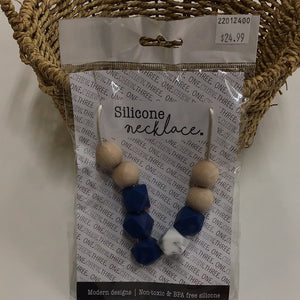 22012400
$24.99
Silicone
necklace.
Modern designs | Non-toxic & BPA free silicone